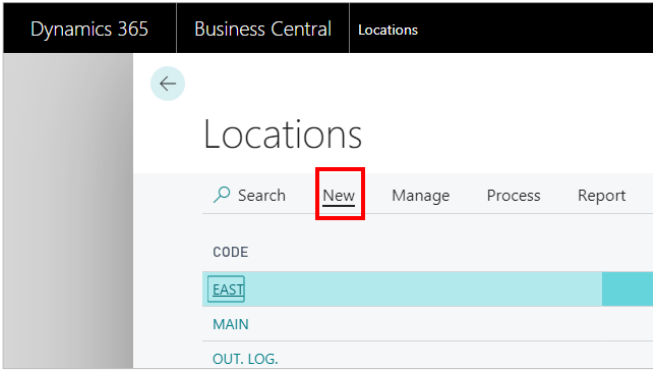 Dynamics 365 Business Central Locations
Locations
Search New Manage Process Report
CODE
EAST
MAIN
OUT. LOG.